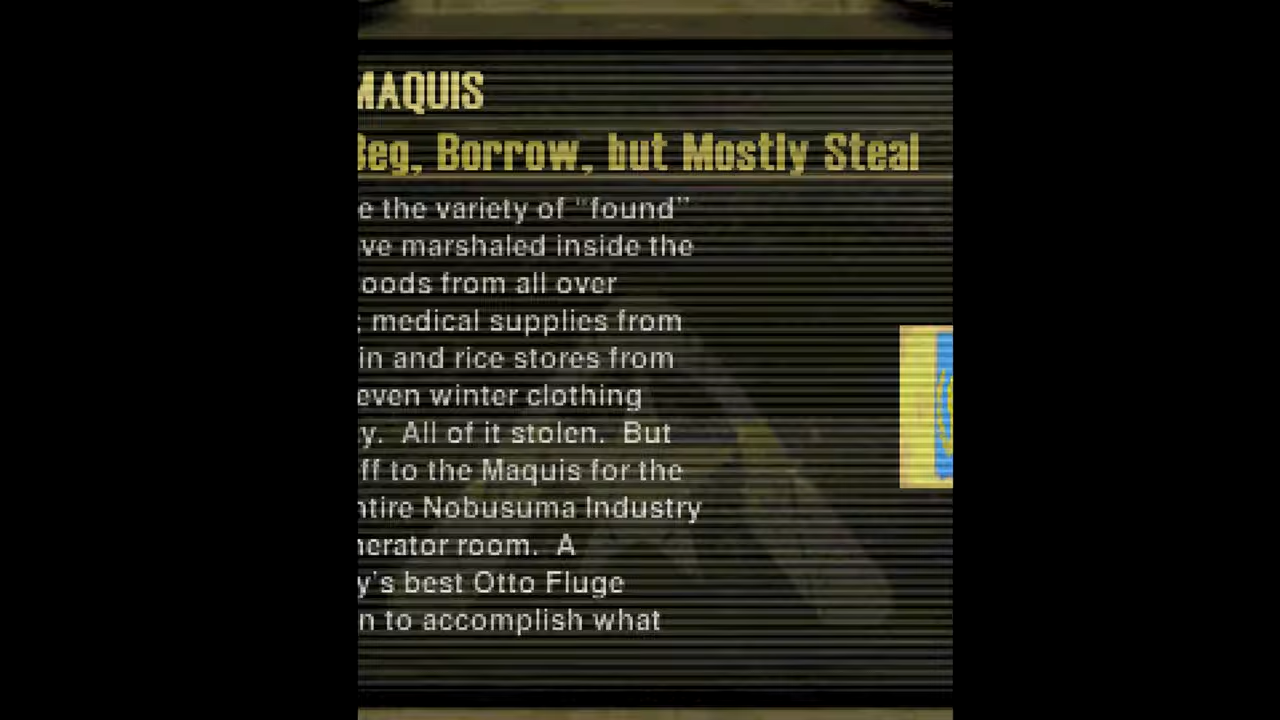 MAQUIS
Beg, Borrow, but Mostly Steal
e the variety of “found”
ve marshaled inside the
oods from all over
; medical supplies from
in and rice stores from
even winter clothing
y. All of it stolen. But
ff to the Maquis for the
ntire Nobusuma Industry
nerator room. A
y's best Otto Fluge
n to accomplish what